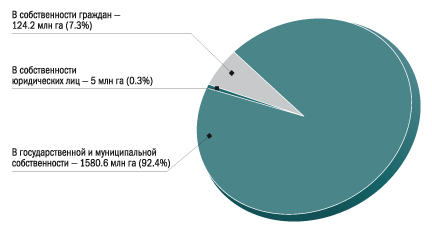 В собственности граждан —
124.2 млн га (7.3%)
В собственности
юридических лиц — 5 млн га (0.3%)
В государственной и муниципальной
собственности — 1580.6 млн га (92.4%)